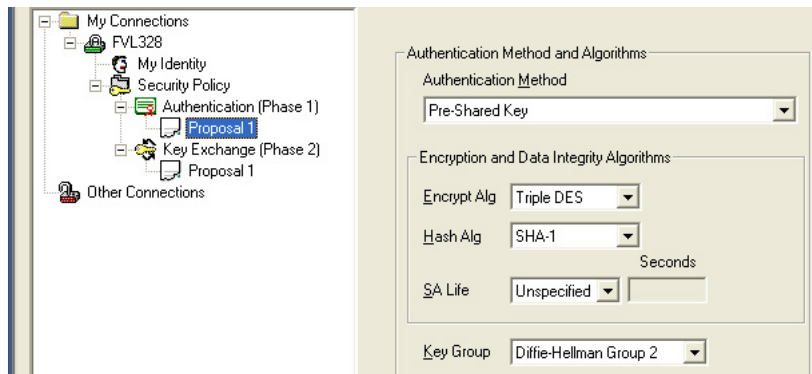 My Connections
FVL328
My Identity
Security Policy
Authentication (Phase 1)
Proposal 1
Key Exchange (Phase 2)
Proposal 1
Other Connections
Authentication Method and Algorithms
Authentication Method
Pre-Shared Key
Encryption and Data Integrity Algorithms
Encrypt Alg Triple DES
Hash Alg SHA-1
Seconds
SA Life Unspecified
Key Group Diffie-Hellman Group 2